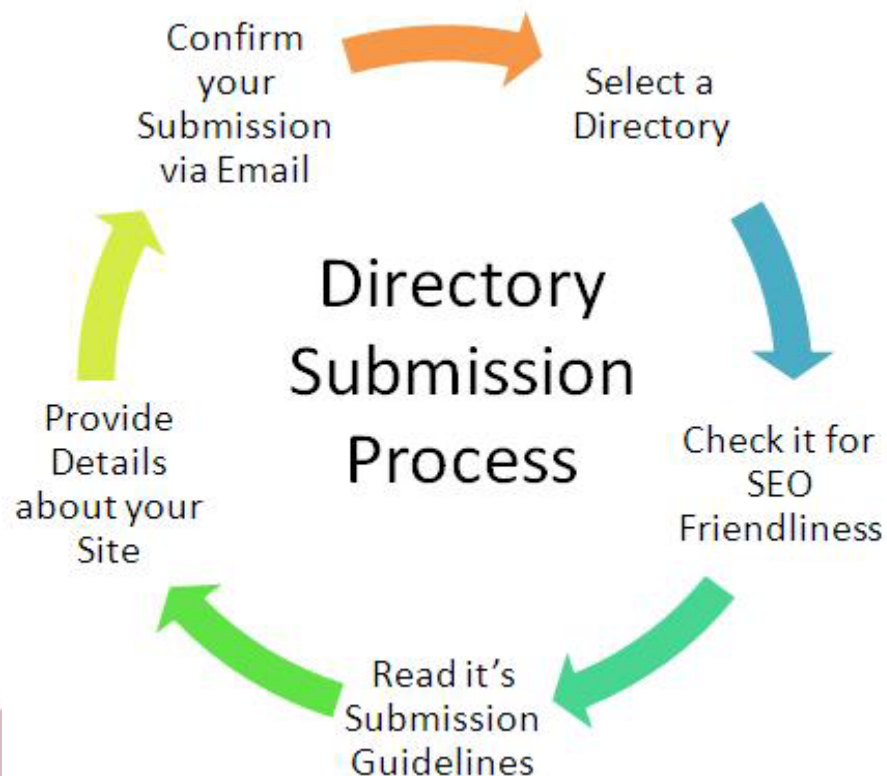 Confirm
your
Submission
via Email
Select a
Directory
Directory
Submission
Process
Check it for
SEO
Friendliness
Provide
Details
about your
Site
Read it's
Submission
Guidelines